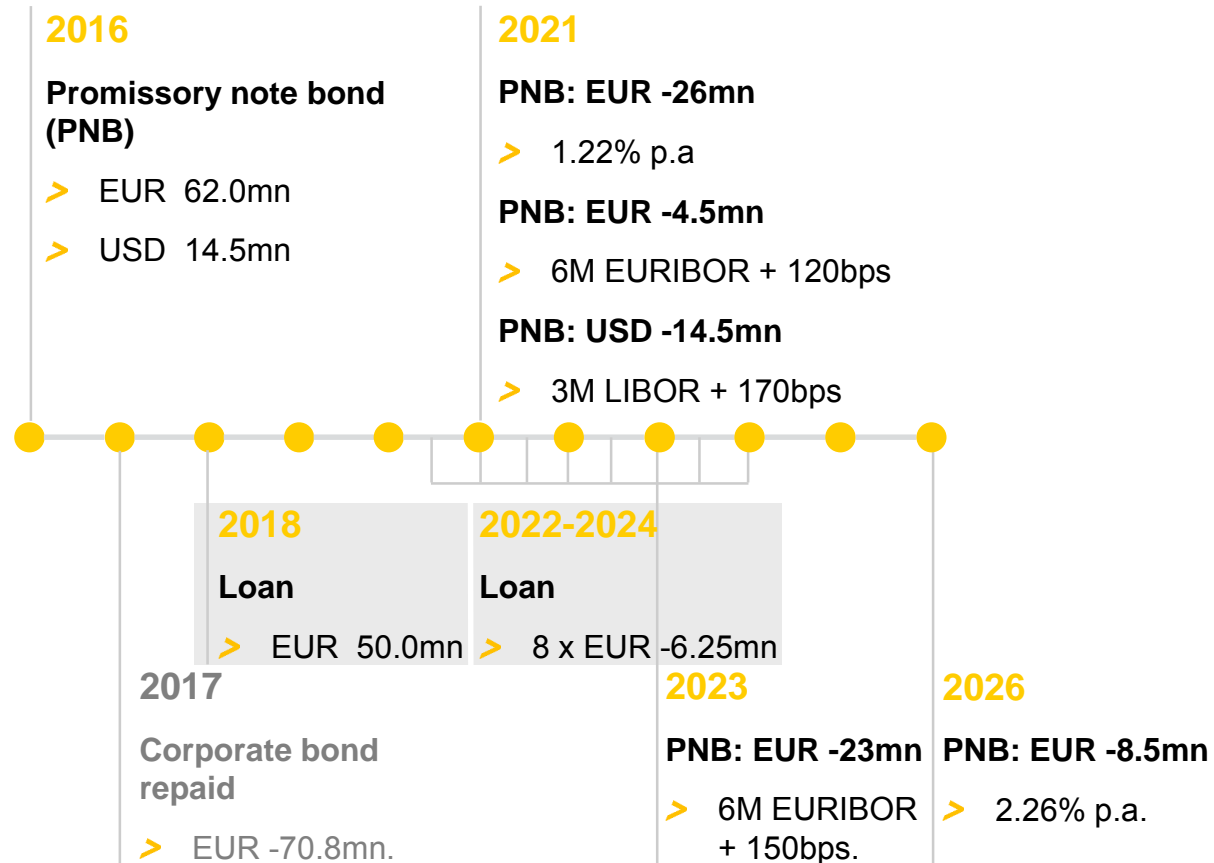 2016
Promissory note bond
(PNB)
> EUR 62.0mn
> USD 14.5mn
2021
PNB: EUR -26mn
> 1.22% p.a
PNB: EUR -4.5mn
> 6M EURIBOR + 120bps
PNB: USD -14.5mn
> 3M LIBOR + 170bps
2018
Loan
> EUR 50.0mn
2022-2024
Loan
> 8 x EUR -6.25mn
2017
Corporate bond
repaid
> EUR -70.8mn.
2023
PNB: EUR -23mn
> 6M EURIBOR
+ 150bps.
2026
PNB: EUR -8.5mn
> 2.26% p.a.